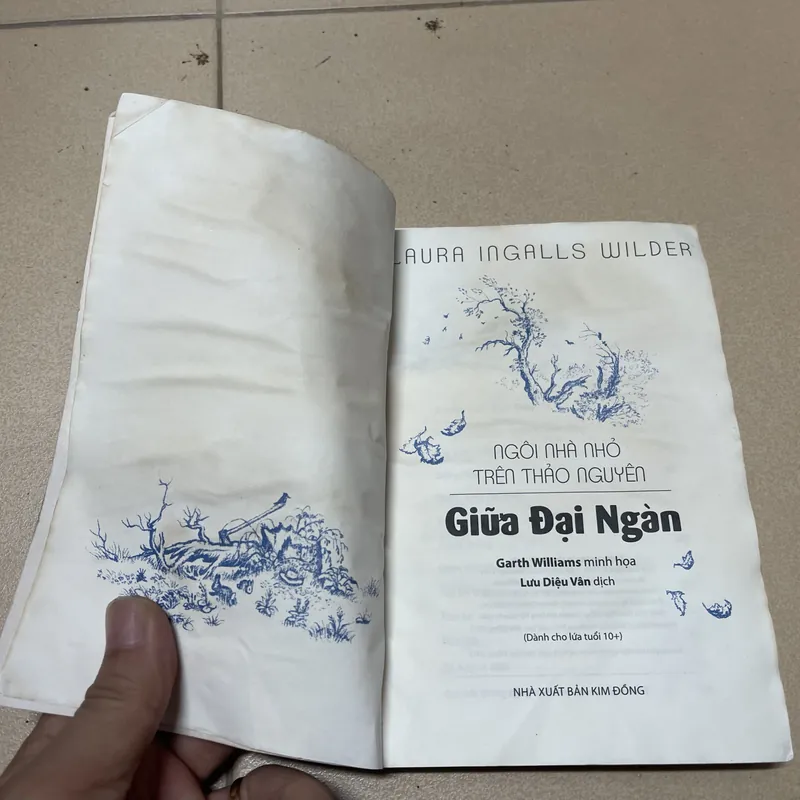 LAURA INGALLS WILDER
NGÔI NHÀ NHỎ
TRÊN THẢO NGUYÊN
Giữa Đại Ngàn
Garth Williams minh họa
Lưu Diệu Vân dịch
(Dành cho lứa tuổi 10+)
NHÀ XUẤT BẢN KIM ĐỒNG